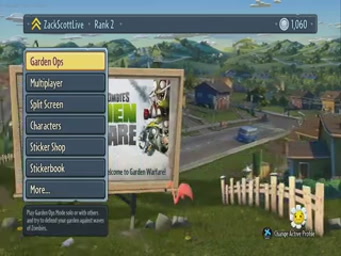 ZackScottLive · Rank 2
1,060
Garden Ops
Multiplayer
Split Screen
Characters
Sticker Shop
Stickerbook
More...
ZOMBIES
EN
ARE
elcome to Garden Warfare!
Play Garden Ops Mode solo or with others
and try to defend your garden against waves
of Zombies.
Change Active Profile